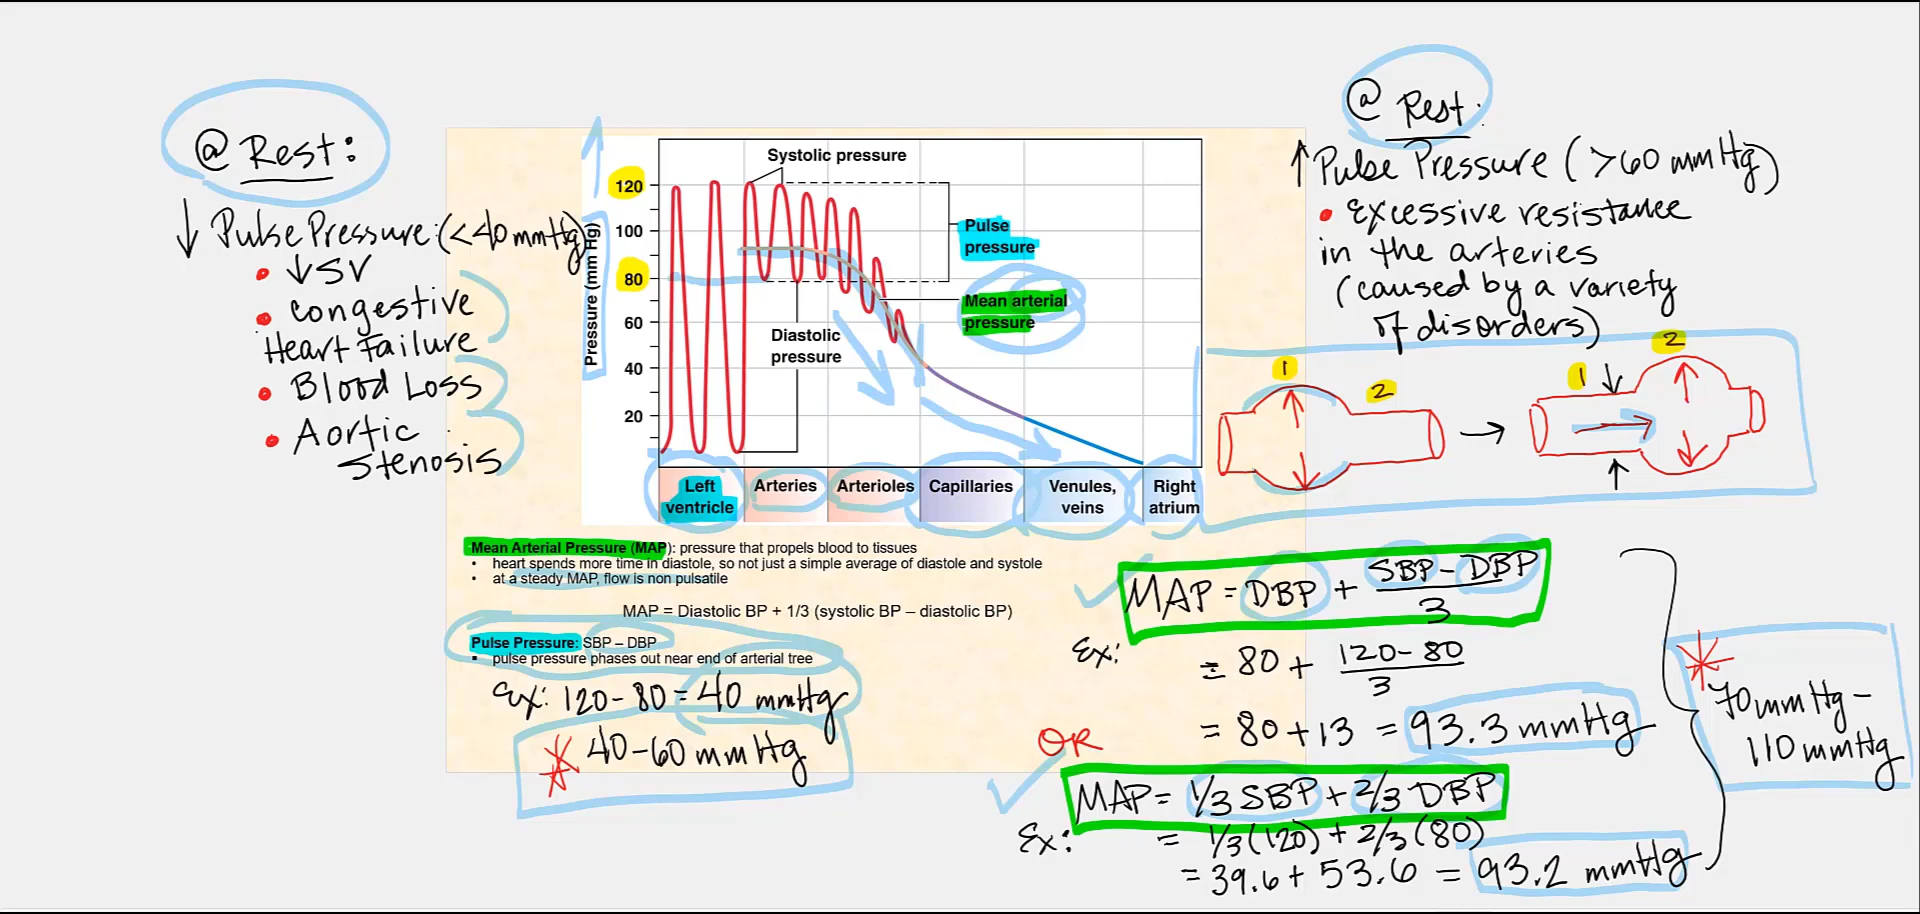 @ Rest:
↓ Pulse Pressure: (<40 mmHg)
• ↓SV
• Congestive
Heart Failure
• Blood Loss
• Aortic
Stenosis
Pressure (mm Hg)
120
100
80
60
40
20
Systolic pressure
Pulse
pressure
Mean arterial
pressure
Diastolic
pressure
Left
ventricle
Arteries
Arterioles
Capillaries
Venules,
veins
Right
atrium
@ Rest:
↑ Pulse Pressure (>60 mmHg)
• Excessive resistance
in the arteries
(caused by a variety
of disorders)
1
2
→
1
2
Mean Arterial Pressure (MAP): pressure that propels blood to tissues
• heart spends more time in diastole, so not just a simple average of diastole and systole
• at a steady MAP, flow is non pulsatile
MAP = Diastolic BP + 1/3 (systolic BP – diastolic BP)
Pulse Pressure: SBP – DBP
▪ pulse pressure phases out near end of arterial tree
Ex: 120-80 = 40 mmHg
* 40-60 mmHg
MAP = DBP + SBP-DBP
3
Ex: = 80 + 120-80
3
= 80+13 = 93.3 mmHg
OR
MAP = 1/3 SBP + 2/3 DBP
Ex: = 1/3(120) + 2/3(80)
= 39.6 + 53.6 = 93.2 mmHg
* 70mmHg-
110mmHg